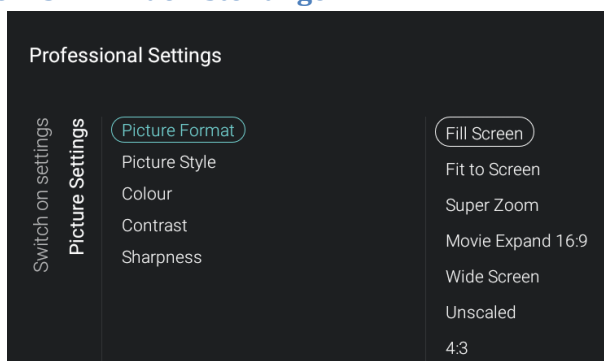 Professional Settings
Switch on settings
Picture Settings
Picture Format
Picture Style
Colour
Contrast
Sharpness
Fill Screen
Fit to Screen
Super Zoom
Movie Expand 16:9
Wide Screen
Unscaled
4:3